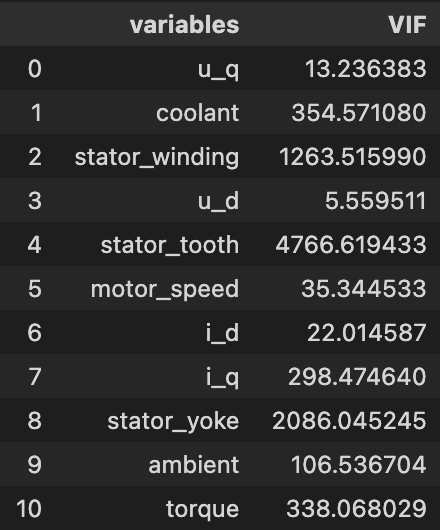 variables VIF
0 u_q 13.236383
1 coolant 354.571080
2 stator_winding 1263.515990
3 u_d 5.559511
4 stator_tooth 4766.619433
5 motor_speed 35.344533
6 i_d 22.014587
7 i_q 298.474640
8 stator_yoke 2086.045245
9 ambient 106.536704
10 torque 338.068029